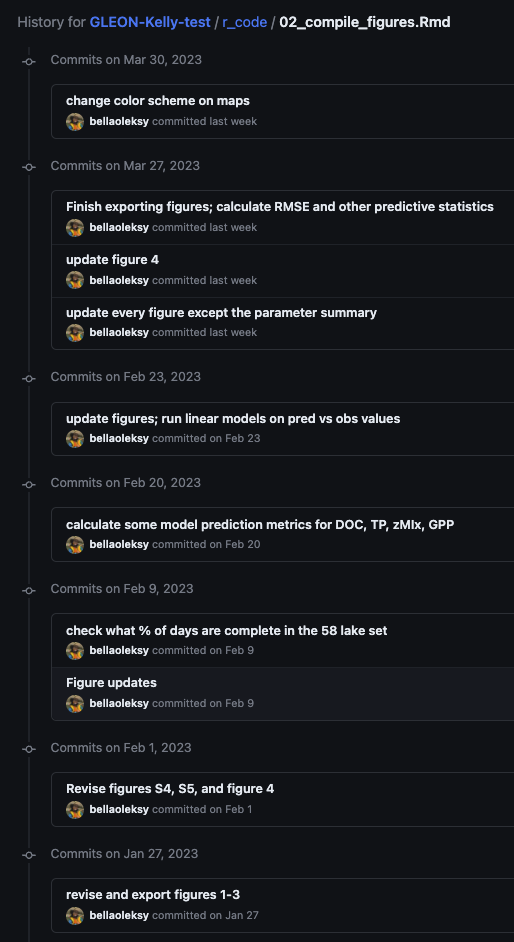 History for GLEON-Kelly-test / r_code / 02_compile_figures.Rmd
Commits on Mar 30, 2023
change color scheme on maps
bellaoleksy committed last week
Commits on Mar 27, 2023
Finish exporting figures; calculate RMSE and other predictive statistics
bellaoleksy committed last week
update figure 4
bellaoleksy committed last week
update every figure except the parameter summary
bellaoleksy committed last week
Commits on Feb 23, 2023
update figures; run linear models on pred vs obs values
bellaoleksy committed on Feb 23
Commits on Feb 20, 2023
calculate some model prediction metrics for DOC, TP, zMIx, GPP
bellaoleksy committed on Feb 20
Commits on Feb 9, 2023
check what % of days are complete in the 58 lake set
bellaoleksy committed on Feb 9
Figure updates
bellaoleksy committed on Feb 9
Commits on Feb 1, 2023
Revise figures S4, S5, and figure 4
bellaoleksy committed on Feb 1
Commits on Jan 27, 2023
revise and export figures 1-3
bellaoleksy committed on Jan 27